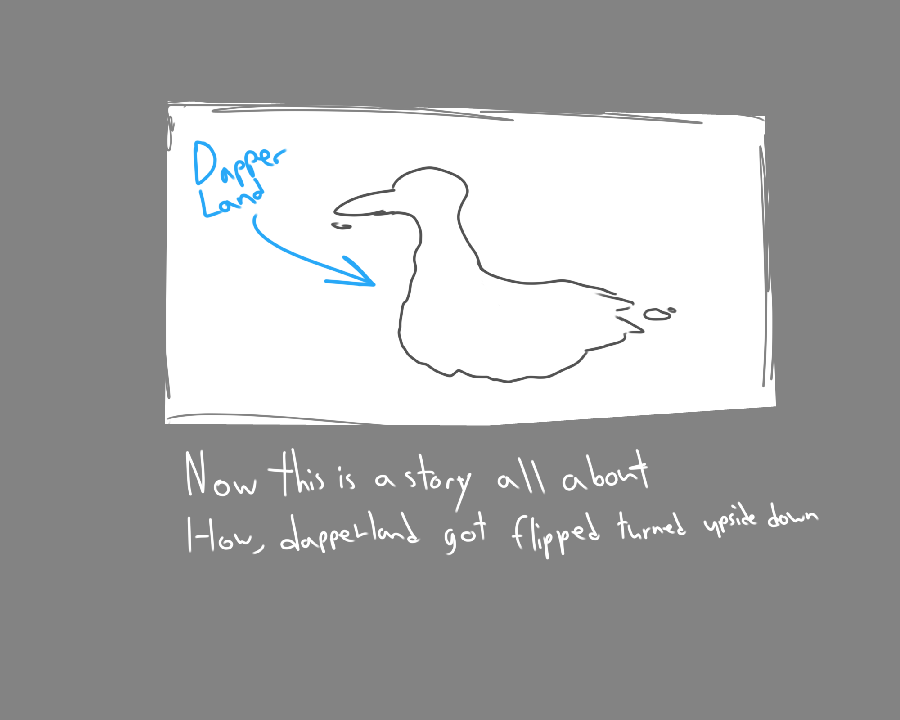 Dapper
Land
Now this is a story all about
How, dapperland got flipped turned upside down